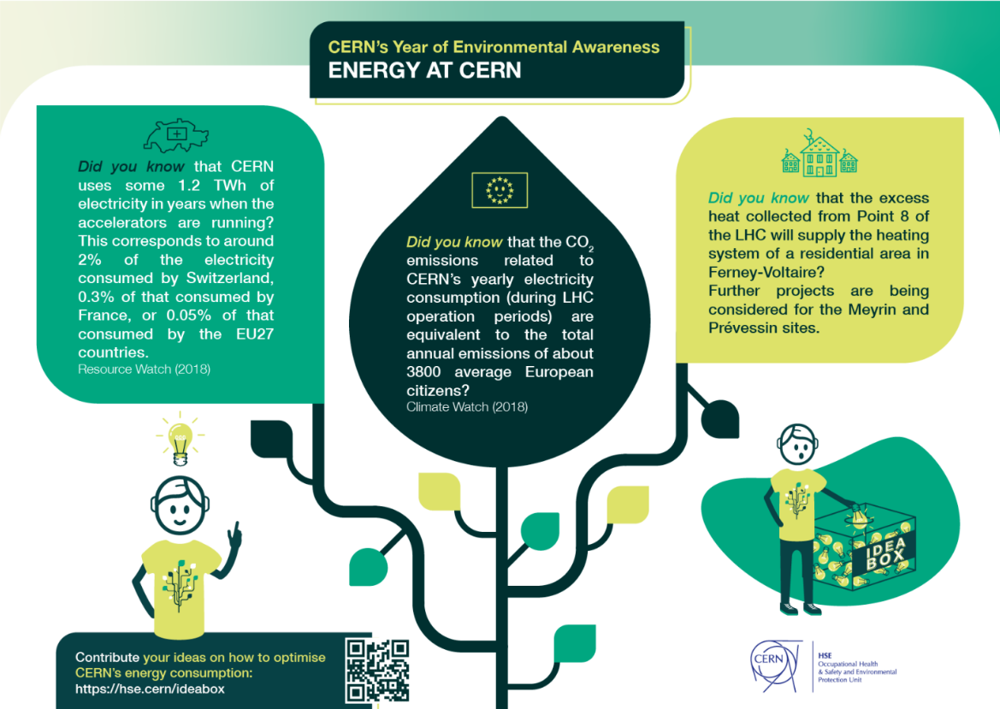 CERN's Year of Environmental Awareness
ENERGY AT CERN
Did you know that CERN
uses some 1.2 TWh of
electricity in years when the
accelerators are running?
This corresponds to around
2% of the electricity
consumed by Switzerland,
0.3% of that consumed by
France, or 0.05% of that
consumed by the EU27
countries.
Resource Watch (2018)
Did you know that the CO₂
emissions related to
CERN's yearly electricity
consumption (during LHC
operation periods) are
equivalent to the total
annual emissions of about
3800 average European
citizens?
Climate Watch (2018)
Did you know that the excess
heat collected from Point 8 of
the LHC will supply the heating
system of a residential area in
Ferney-Voltaire?
Further projects are being
considered for the Meyrin and
Prévessin sites.
IDEA
BOX
Contribute your ideas on how to optimise
CERN's energy consumption:
https://hse.cern/ideabox
CERN
HSE
Occupational Health
& Safety and Environmental
Protection Unit